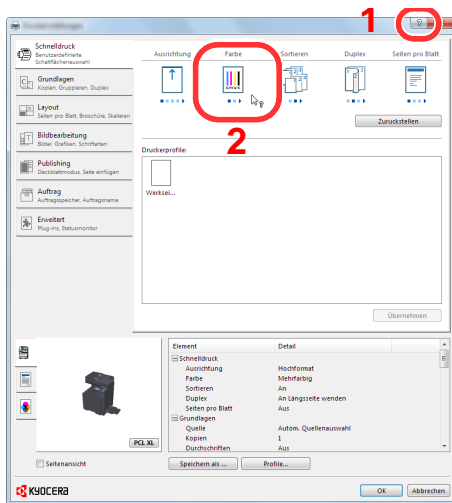 1
?
Schnelldruck
Benutzerdefinierte
Schaltflächenauswahl
Grundlagen
Kopien, Gruppieren, Duplex
Layout
Seiten pro Blatt, Broschüre, Skalieren
Bildbearbeitung
Bilder, Grafiken, Schriftarten
Publishing
Deckblattmodus, Seite einfügen
Auftrag
Auftragsspeicher, Auftragsname
Erweitert
Plug-ins, Statusmonitor
Ausrichtung Farbe Sortieren Duplex Seiten pro Blatt
CMYK
2
Zurückstellen
Druckerprofile:
Werksei...
Übernehmen
Element Detail
Schnelldruck
Ausrichtung Hochformat
Farbe Mehrfarbig
Sortieren An
Duplex An Längsseite wenden
Seiten pro Blatt Aus
Grundlagen
Quelle Autom. Quellenauswahl
Kopien 1
Durchschriften Aus
PCL XL
Seitenansicht
Speichern als ... Profile...
KYOCERA
OK Abbrechen